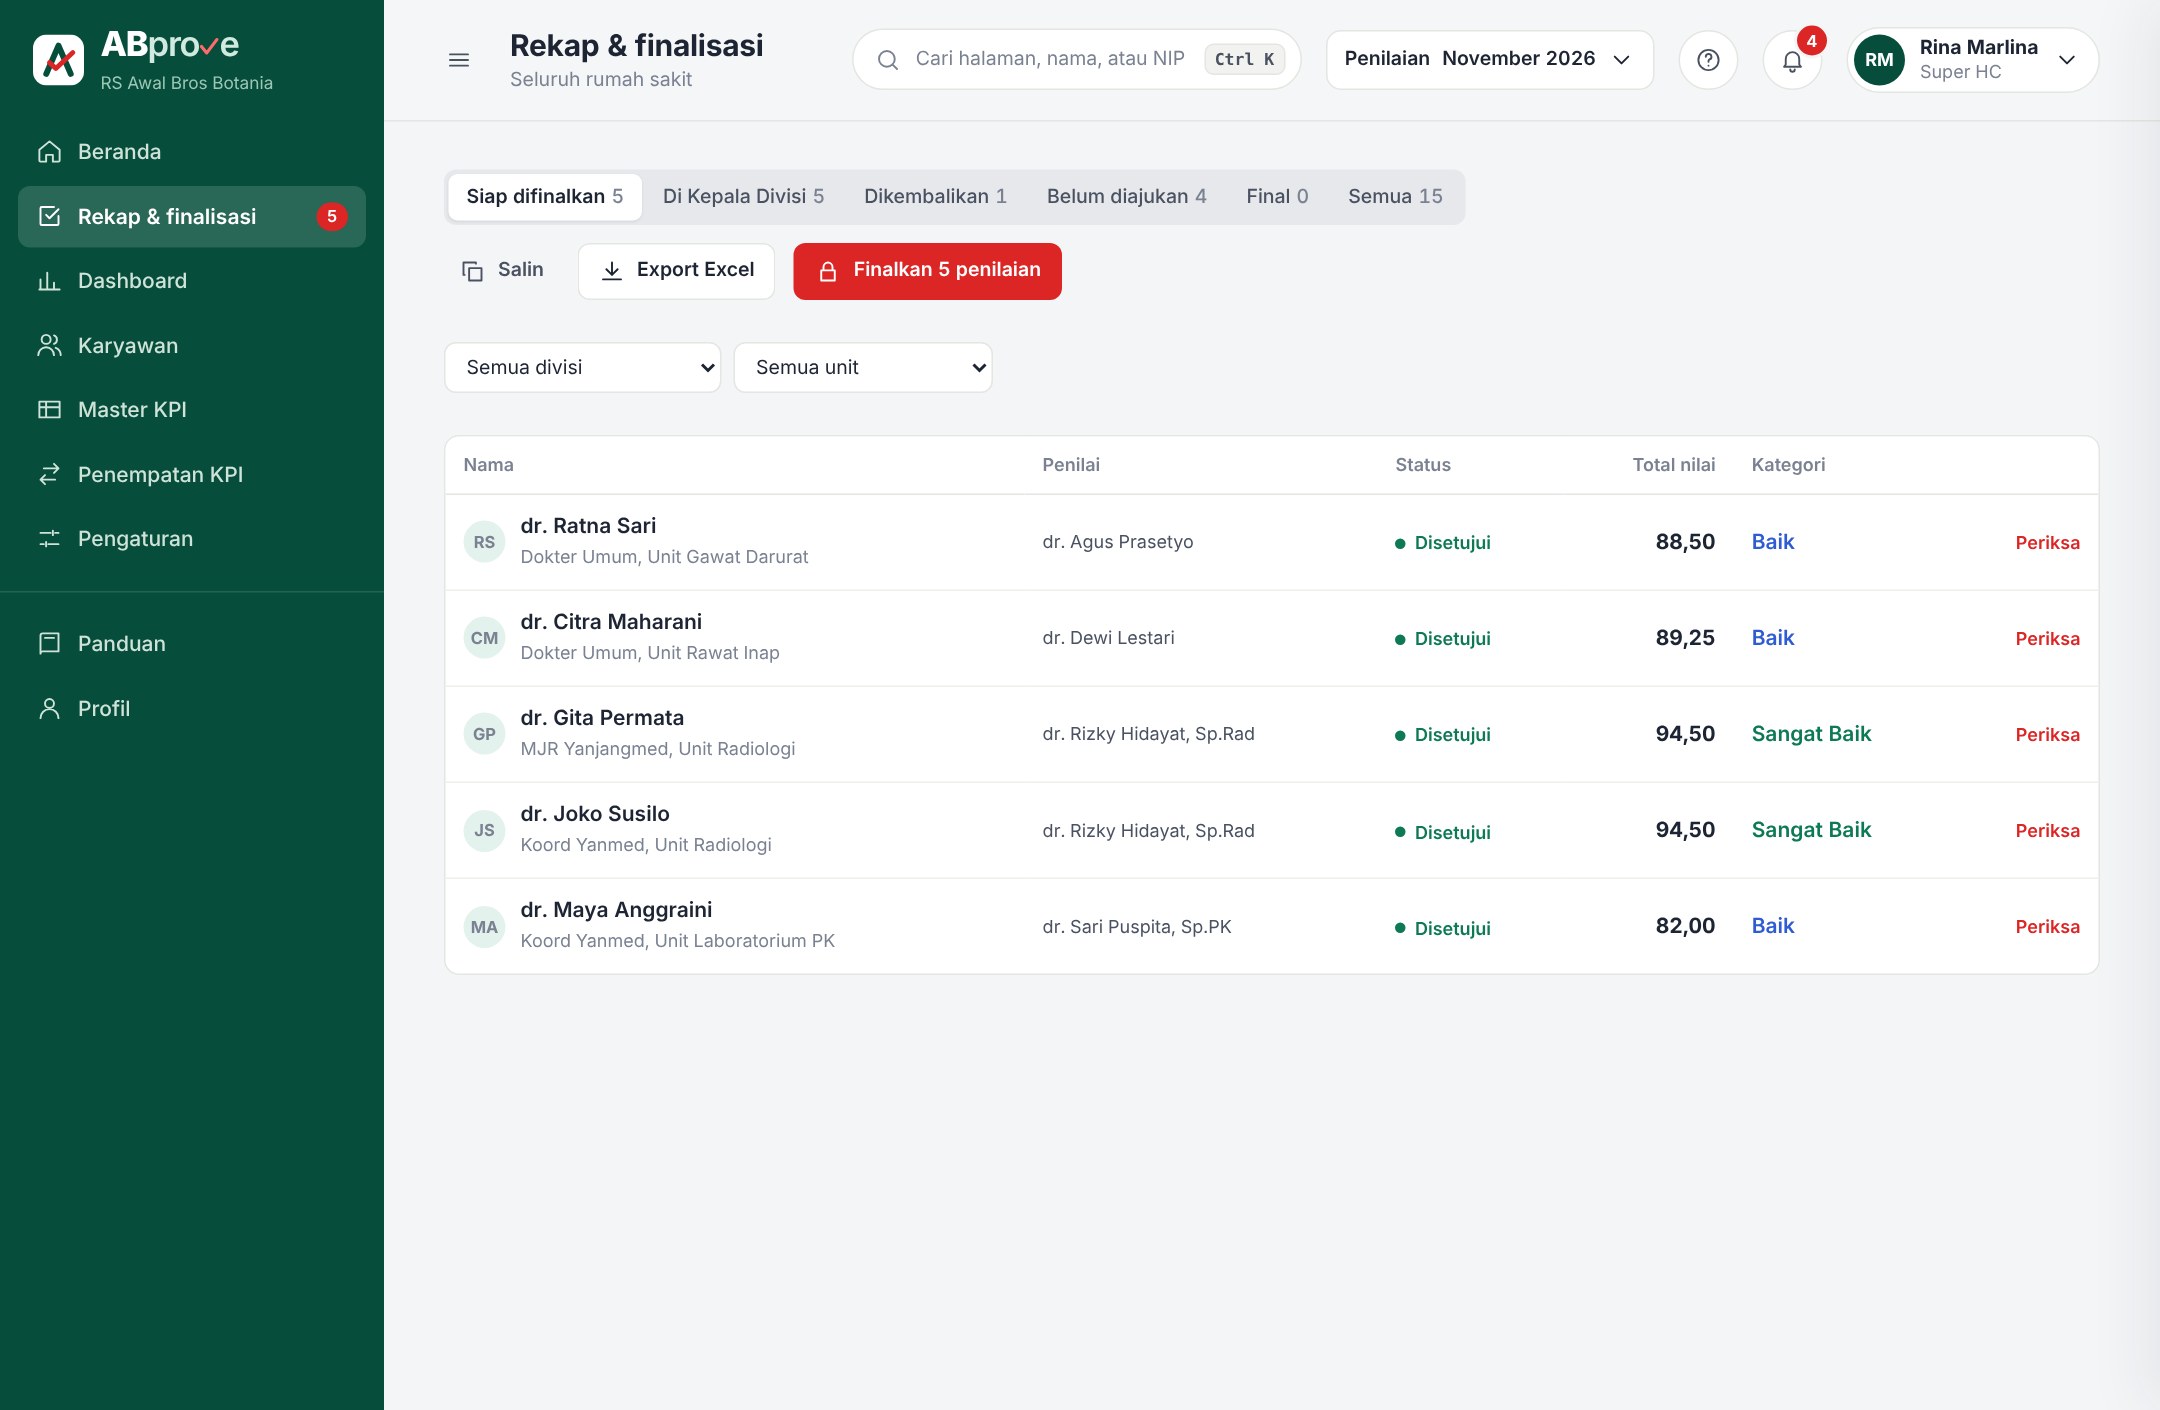 ABprove
RS Awal Bros Botania
Beranda
Rekap & finalisasi 5
Dashboard
Karyawan
Master KPI
Penempatan KPI
Pengaturan
Panduan
Profil
Rekap & finalisasi
Seluruh rumah sakit
Cari halaman, nama, atau NIP Ctrl K
Penilaian November 2026
4
RM
Rina Marlina
Super HC
Siap difinalkan 5 Di Kepala Divisi 5 Dikembalikan 1 Belum diajukan 4 Final 0 Semua 15
Salin Export Excel Finalkan 5 penilaian
Semua divisi Semua unit
Nama Penilai Status Total nilai Kategori
RS dr. Ratna Sari
Dokter Umum, Unit Gawat Darurat
dr. Agus Prasetyo Disetujui 88,50 Baik Periksa
CM dr. Citra Maharani
Dokter Umum, Unit Rawat Inap
dr. Dewi Lestari Disetujui 89,25 Baik Periksa
GP dr. Gita Permata
MJR Yanjangmed, Unit Radiologi
dr. Rizky Hidayat, Sp.Rad Disetujui 94,50 Sangat Baik Periksa
JS dr. Joko Susilo
Koord Yanmed, Unit Radiologi
dr. Rizky Hidayat, Sp.Rad Disetujui 94,50 Sangat Baik Periksa
MA dr. Maya Anggraini
Koord Yanmed, Unit Laboratorium PK
dr. Sari Puspita, Sp.PK Disetujui 82,00 Baik Periksa